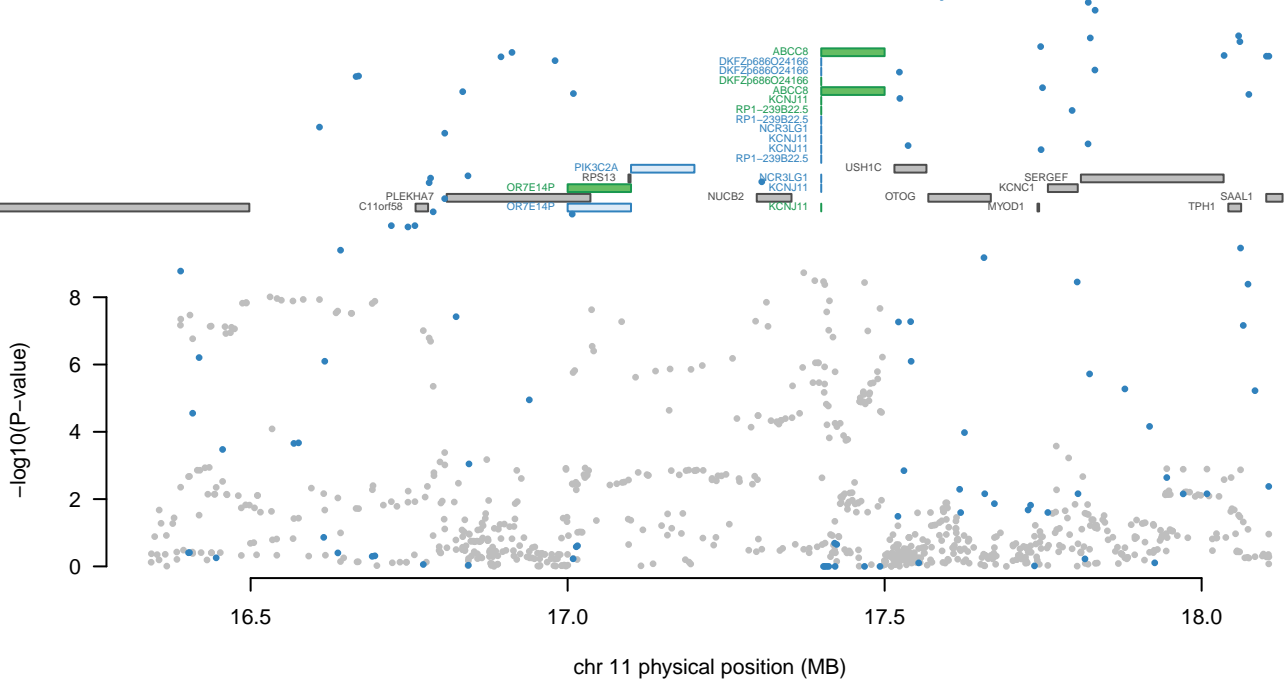 ABCC8
DKFZp686O24166
DKFZp686O24166
DKFZp686O24166
ABCC8
KCNJ11
RP1−239B22.5
RP1−239B22.5
NCR3LG1
KCNJ11
KCNJ11
RP1−239B22.5
PIK3C2A USH1C
RPS13 NCR3LG1 SERGEF
OR7E14P KCNJ11 KCNC1
PLEKHA7 NUCB2 OTOG SAAL1
C11orf58 OR7E14P KCNJ11 MYOD1 TPH1
8
6
4
2
0
−log10(P−value)
16.5 17.0 17.5 18.0
chr 11 physical position (MB)